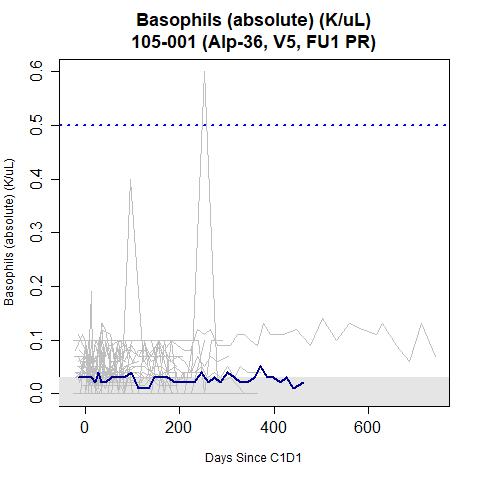 Basophils (absolute) (K/uL)
105-001 (Alp-36, V5, FU1 PR)
Basophils (absolute) (K/uL)
0.6
0.5
0.4
0.3
0.2
0.1
0.0
0 200 400 600
Days Since C1D1